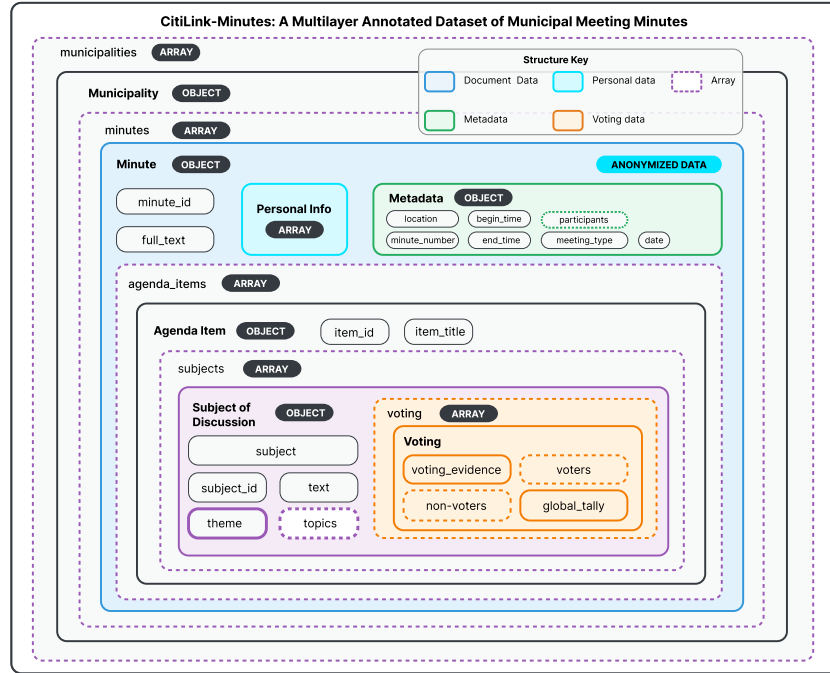 CitiLink-Minutes: A Multilayer Annotated Dataset of Municipal Meeting Minutes
municipalities ARRAY
Structure Key
Document Data Personal data Array
Metadata Voting data
Municipality OBJECT
minutes ARRAY
Minute OBJECT ANONYMIZED DATA
minute_id
full_text
Personal Info
ARRAY
Metadata OBJECT
location begin_time participants
minute_number end_time meeting_type date
agenda_items ARRAY
Agenda Item OBJECT item_id item_title
subjects ARRAY
Subject of
Discussion
OBJECT
subject
subject_id text
theme topics
voting ARRAY
Voting
voting_evidence voters
non-voters global_tally